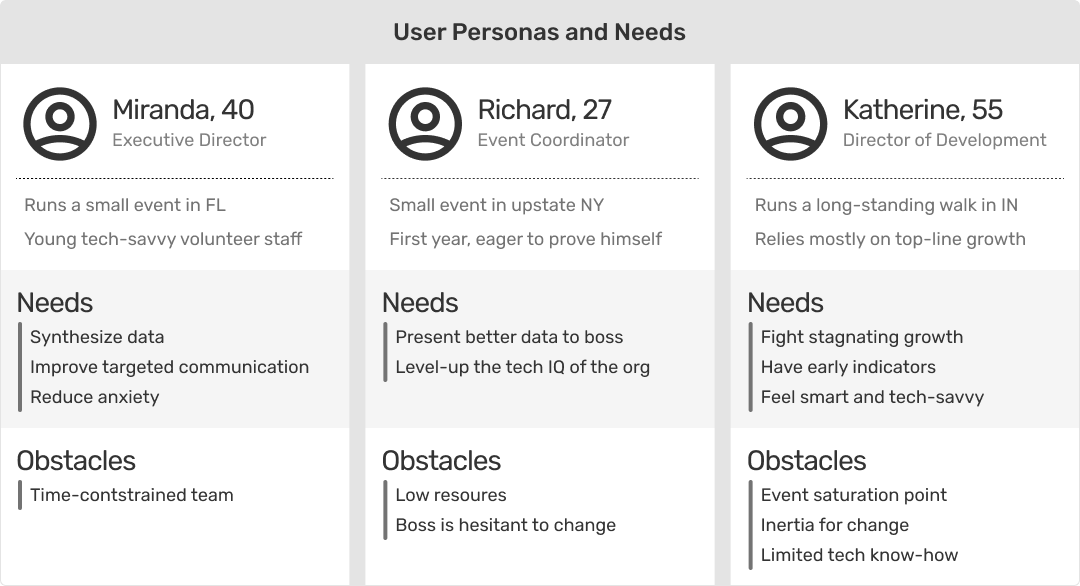 User Personas and Needs
Miranda, 40
Executive Director
Runs a small event in FL
Young tech-savvy volunteer staff
Needs
Synthesize data
Improve targeted communication
Reduce anxiety
Obstacles
Time-contstrained team
Richard, 27
Event Coordinator
Small event in upstate NY
First year, eager to prove himself
Needs
Present better data to boss
Level-up the tech IQ of the org
Obstacles
Low resoures
Boss is hesitant to change
Katherine, 55
Director of Development
Runs a long-standing walk in IN
Relies mostly on top-line growth
Needs
Fight stagnating growth
Have early indicators
Feel smart and tech-savvy
Obstacles
Event saturation point
Inertia for change
Limited tech know-how